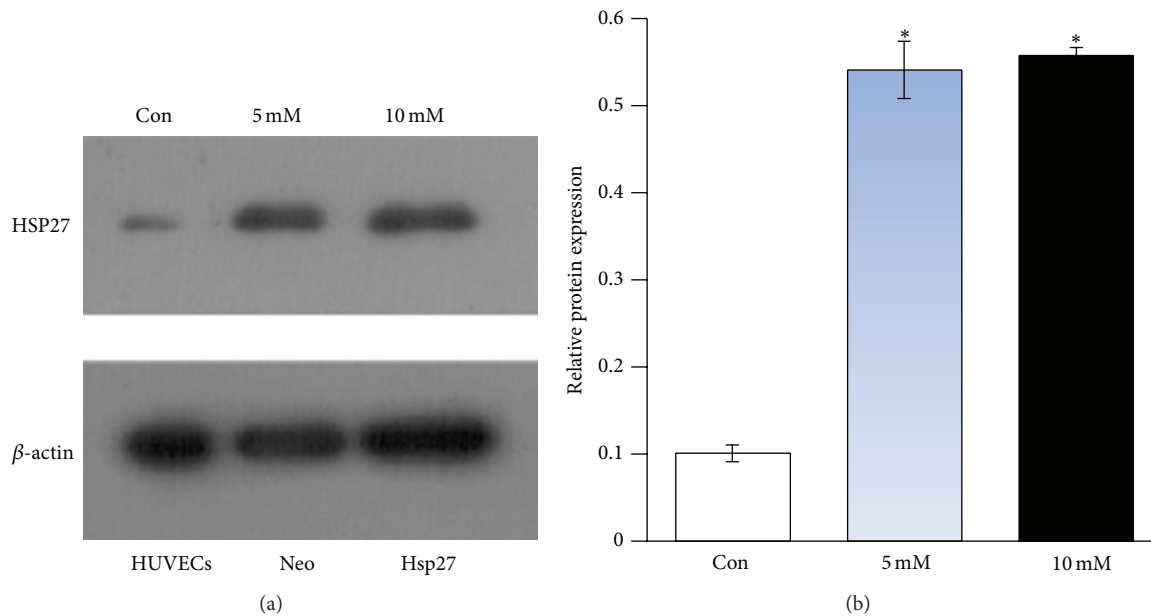 Con 5 mM 10 mM
HSP27
β-actin
HUVECs Neo Hsp27
(a)
0.6
0.5
0.4
0.3
0.2
0.1
0
Relative protein expression
* *
Con 5 mM 10 mM
(b)